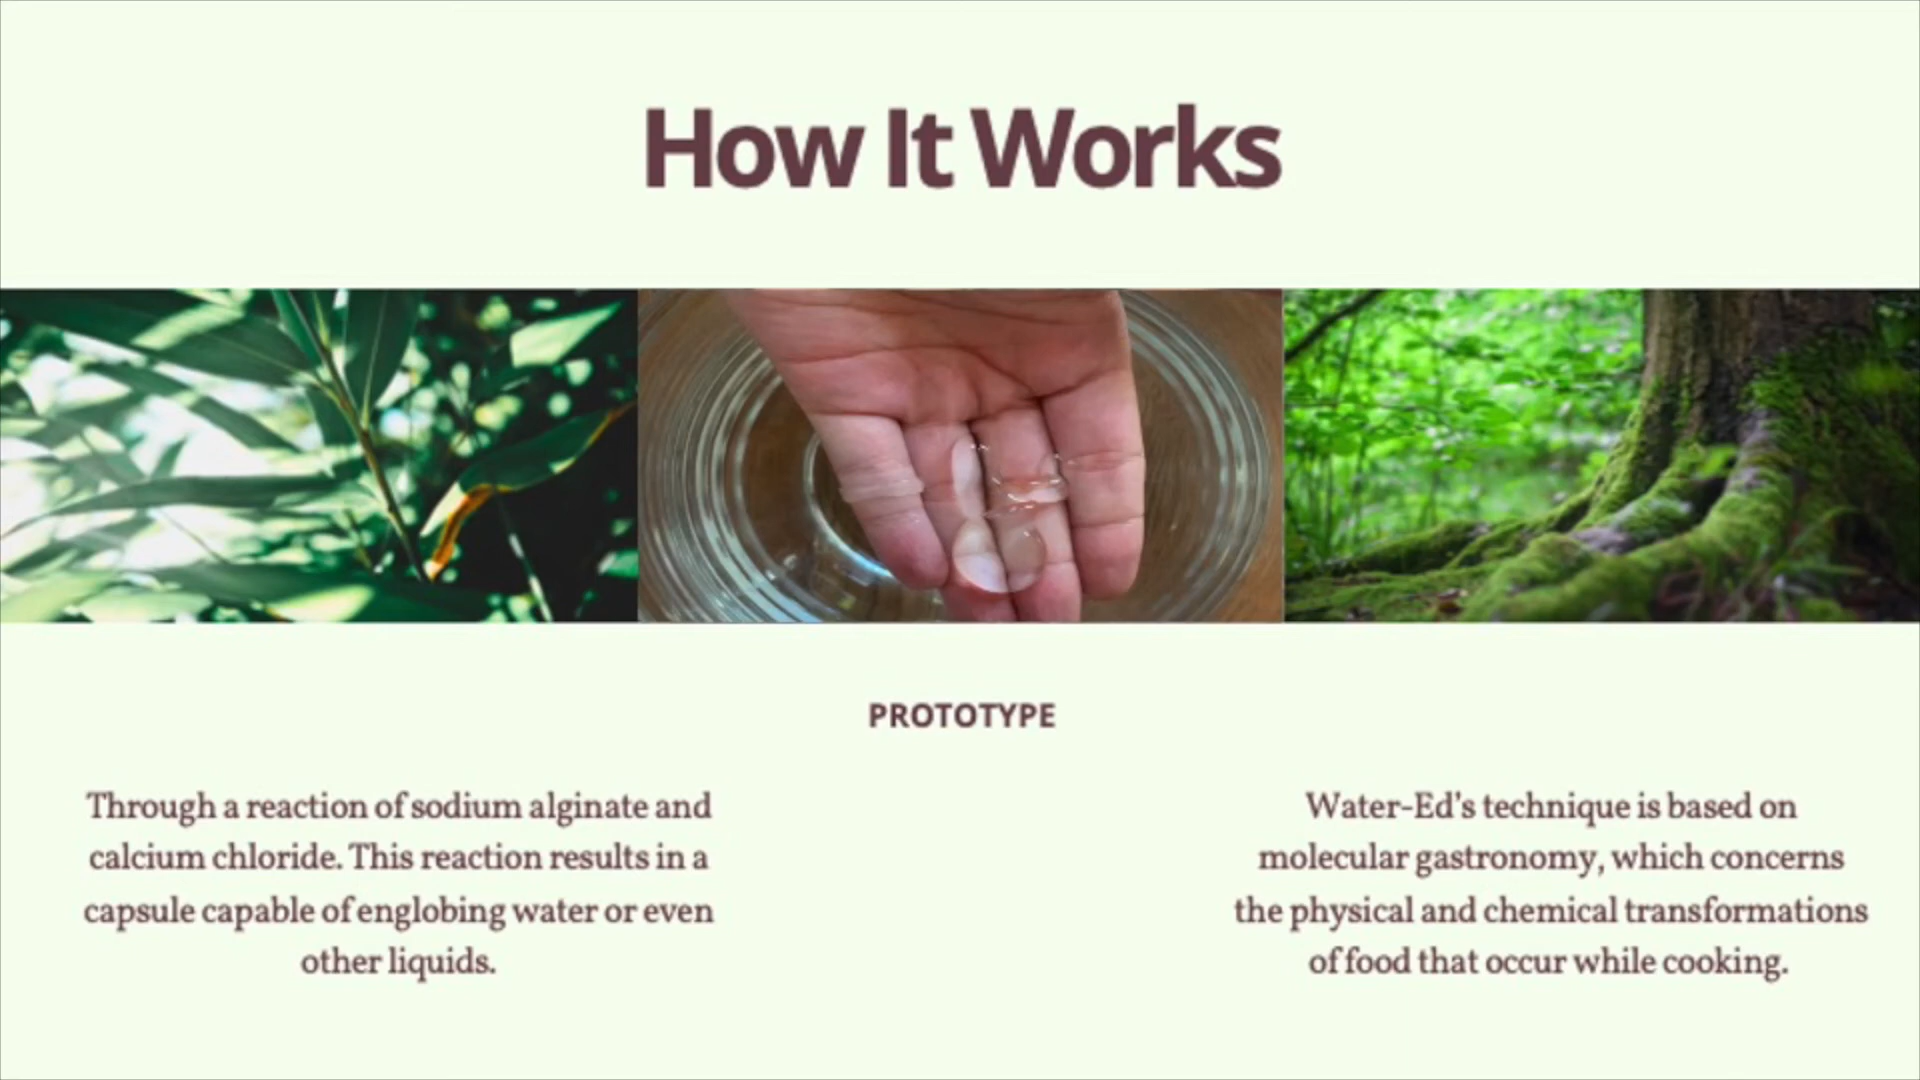 How It Works
PROTOTYPE
Through a reaction of sodium alginate and
calcium chloride. This reaction results in a
capsule capable of englobing water or even
other liquids.
Water-Ed's technique is based on
molecular gastronomy, which concerns
the physical and chemical transformations
of food that occur while cooking.